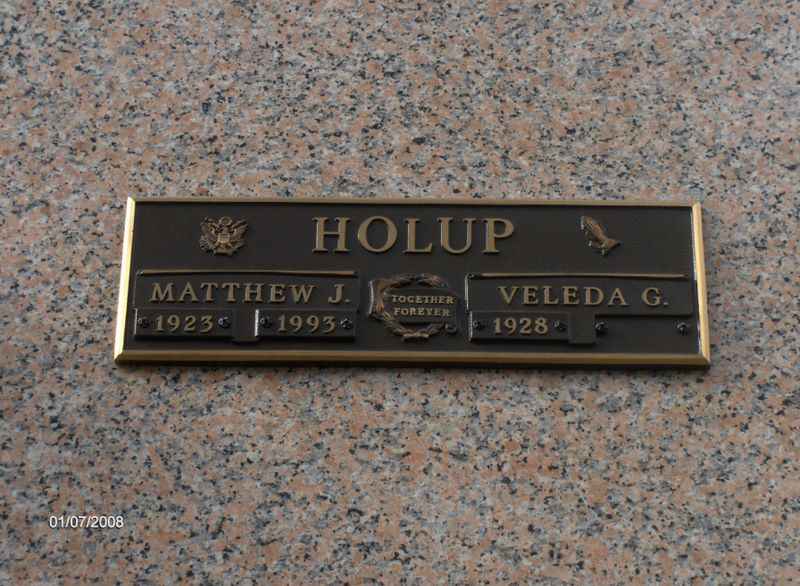 HOLUP
MATTHEW J.
1923 1993
TOGETHER
FOREVER
VELEDA G.
1928
01/07/2008